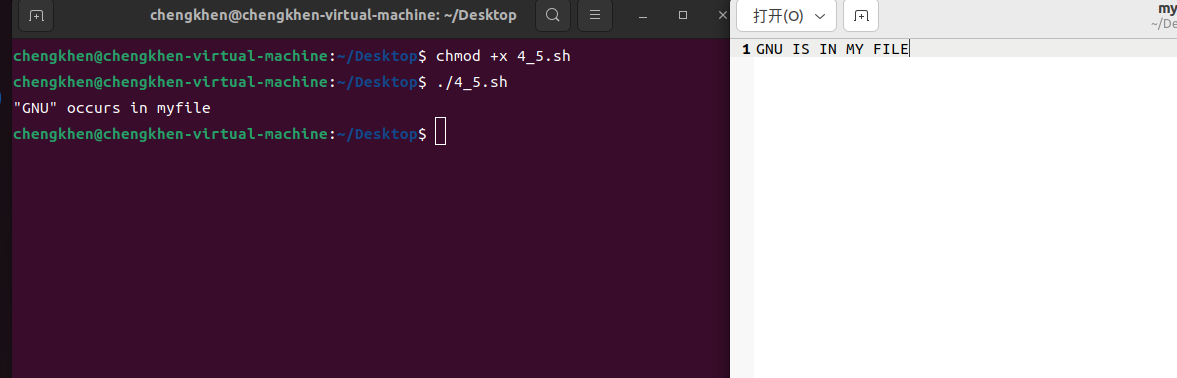 chengkhen@chengkhen-virtual-machine: ~/Desktop
chengkhen@chengkhen-virtual-machine:~/Desktop$ chmod +x 4_5.sh
chengkhen@chengkhen-virtual-machine:~/Desktop$ ./4_5.sh
"GNU" occurs in myfile
chengkhen@chengkhen-virtual-machine:~/Desktop$
打开(O)
my
~/De
1 GNU IS IN MY FILE